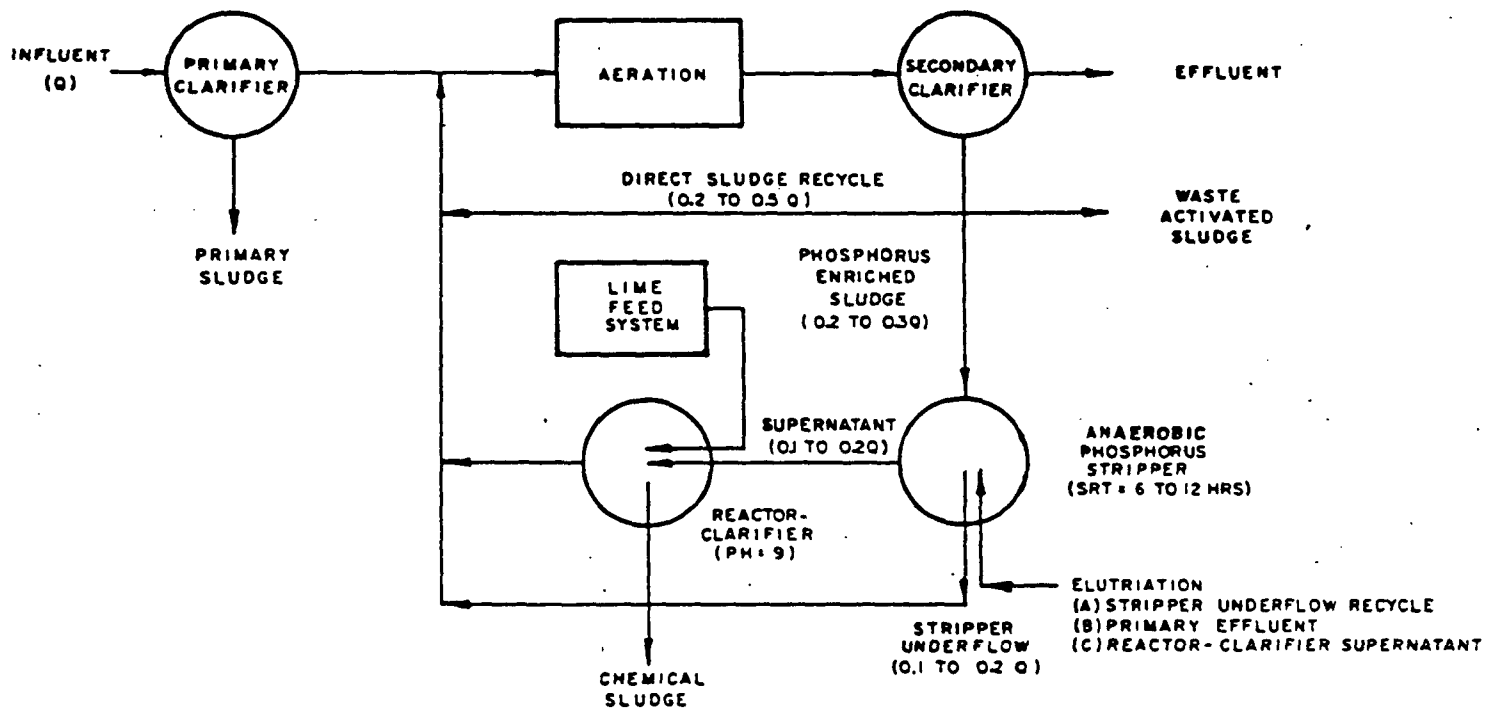 INFLUENT
(Q)
PRIMARY
CLARIFIER
AERATION
SECONDARY
CLARIFIER
EFFLUENT
DIRECT SLUDGE RECYCLE
(0.2 TO 0.5 Q)
WASTE
ACTIVATED
SLUDGE
PRIMARY
SLUDGE
PHOSPHORUS
ENRICHED
SLUDGE
(0.2 TO 0.3Q)
LIME
FEED
SYSTEM
SUPERNATANT
(0.1 TO 0.2Q)
ANAEROBIC
PHOSPHORUS
STRIPPER
(SRT = 6 TO 12 HRS)
REACTOR-
CLARIFIER
(PH = 9)
ELUTRIATION
(A) STRIPPER UNDERFLOW RECYCLE
(B) PRIMARY EFFLUENT
(C) REACTOR-CLARIFIER SUPERNATANT
STRIPPER
UNDERFLOW
(0.1 TO 0.2 Q)
CHEMICAL
SLUDGE